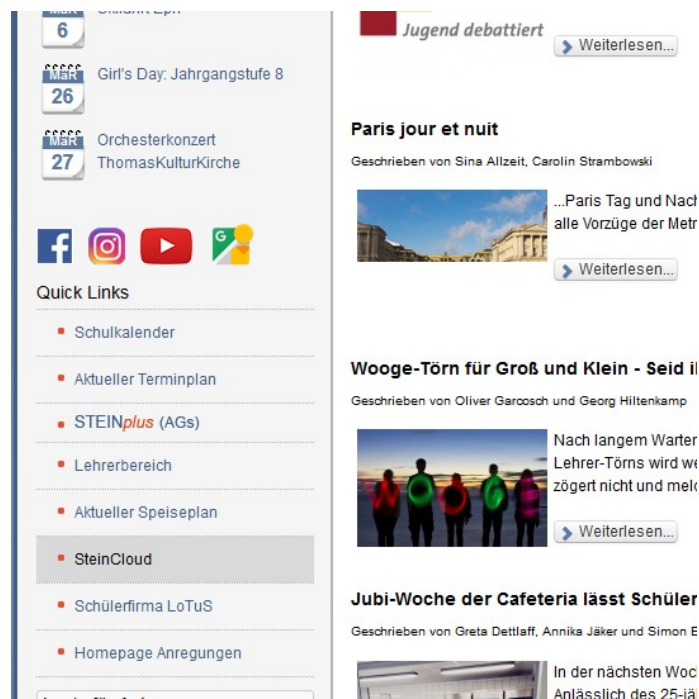 6
Jugend debattiert
Weiterlesen...
MäR
26
Girl's Day: Jahrgangstufe 8
MäR
27
Orchesterkonzert
ThomasKulturKirche
Quick Links
Schulkalender
Aktueller Terminplan
STEINplus (AGs)
Lehrerbereich
Aktueller Speiseplan
SteinCloud
Schülerfirma LoTuS
Homepage Anregungen
Paris jour et nuit
Geschrieben von Sina Allzeit, Carolin Strambowski
...Paris Tag und Nach
alle Vorzüge der Metr
Weiterlesen...
Wooge-Törn für Groß und Klein - Seid i
Geschrieben von Oliver Garcosch und Georg Hiltenkamp
WOOG
Nach langem Warten
Lehrer-Törns wird we
zögert nicht und meld
Weiterlesen...
Jubi-Woche der Cafeteria lässt Schüler
Geschrieben von Greta Dettlaff, Annika Jäker und Simon E
In der nächsten Woc
Anlässlich des 25-jä